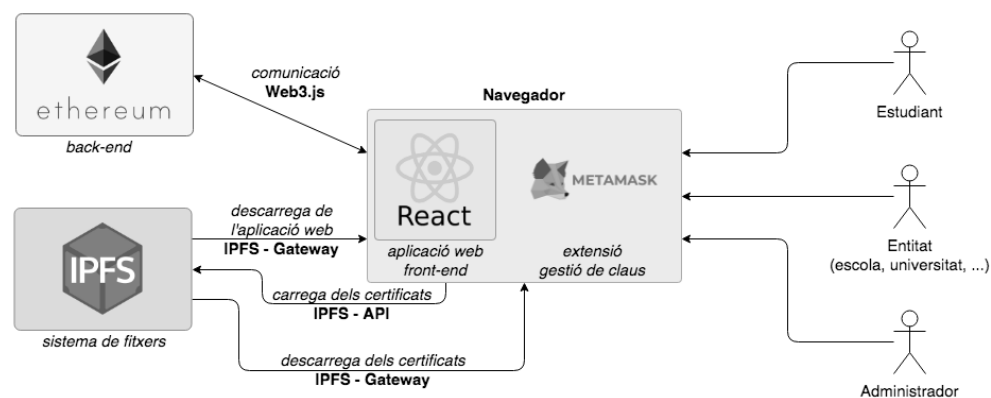 ethereum
back-end
comunicació
Web3.js
Navegador
React
METAMASK
aplicació web
front-end
extensió
gestió de claus
IPFS
sistema de fitxers
descarrega de
l'aplicació web
IPFS - Gateway
carrega dels certificats
IPFS - API
descarrega dels certificats
IPFS - Gateway
Estudiant
Entitat
(escola, universitat, ...)
Administrador